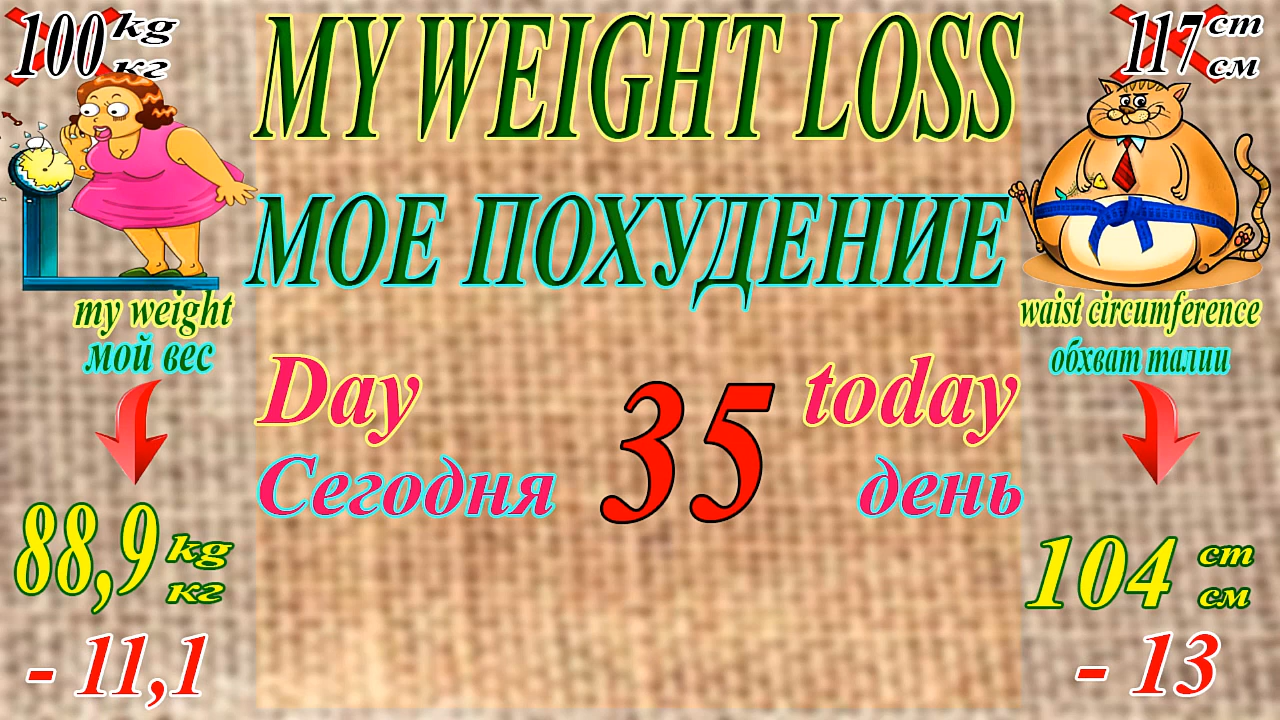 100 kg
кг
MY WEIGHT LOSS
117 cm
см
МОЕ ПОХУДЕНИЕ
my weight
мой вес
waist circumference
обхват талии
Day 35 today
Сегодня день
88,9 kg
кг
104 cm
см
- 11,1
- 13